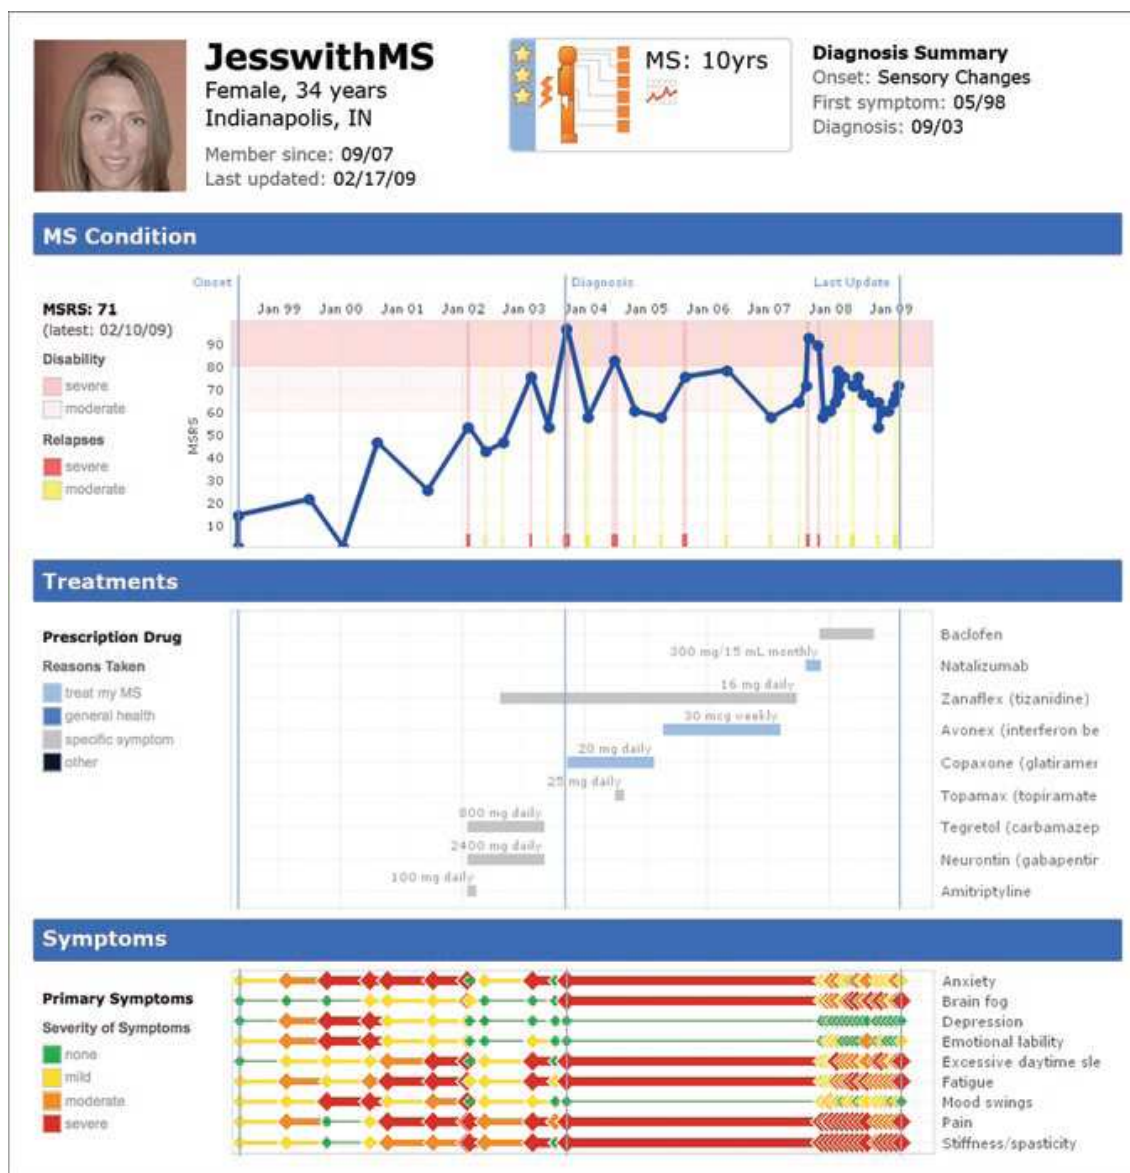 JesswithMS
Female, 34 years
Indianapolis, IN
Member since: 09/07
Last updated: 02/17/09
MS: 10yrs
Diagnosis Summary
Onset: Sensory Changes
First symptom: 05/98
Diagnosis: 09/03
MS Condition
Onset
Diagnosis
Last Update
Jan 99 Jan 00 Jan 01 Jan 02 Jan 03 Jan 04 Jan 05 Jan 06 Jan 07 Jan 08 Jan 09
MSRS: 71
(latest: 02/10/09)
Disability
severe
moderate
Relapses
severe
moderate
MSRS
90
80
70
60
50
40
30
20
10
Treatments
Prescription Drug
Reasons Taken
treat my MS
general health
specific symptom
other
Baclofen
300 mg/15 mL monthly
Natalizumab
16 mg daily
Zanaflex (tizanidine)
30 mcg weekly
Avonex (interferon be
20 mg daily
Copaxone (glatiramer
25 mg daily
Topamax (topiramate
800 mg daily
Tegretol (carbamazep
2400 mg daily
Neurontin (gabapentin
100 mg daily
Amitriptyline
Symptoms
Primary Symptoms
Severity of Symptoms
none
mild
moderate
severe
Anxiety
Brain fog
Depression
Emotional lability
Excessive daytime sle
Fatigue
Mood swings
Pain
Stiffness/spasticity